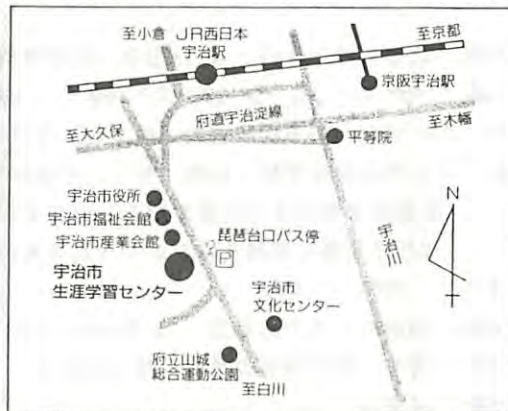 至小倉 JR西日本
宇治駅
至京都
京阪宇治駅
府道宇治淀線
至大久保
至木幡
平等院
宇治市役所
宇治市福祉会館
宇治市産業会館
琵琶台口バス停
P
宇治川
N
宇治市
生涯学習センター
宇治市
文化センター
府立山城
総合運動公園
至白川